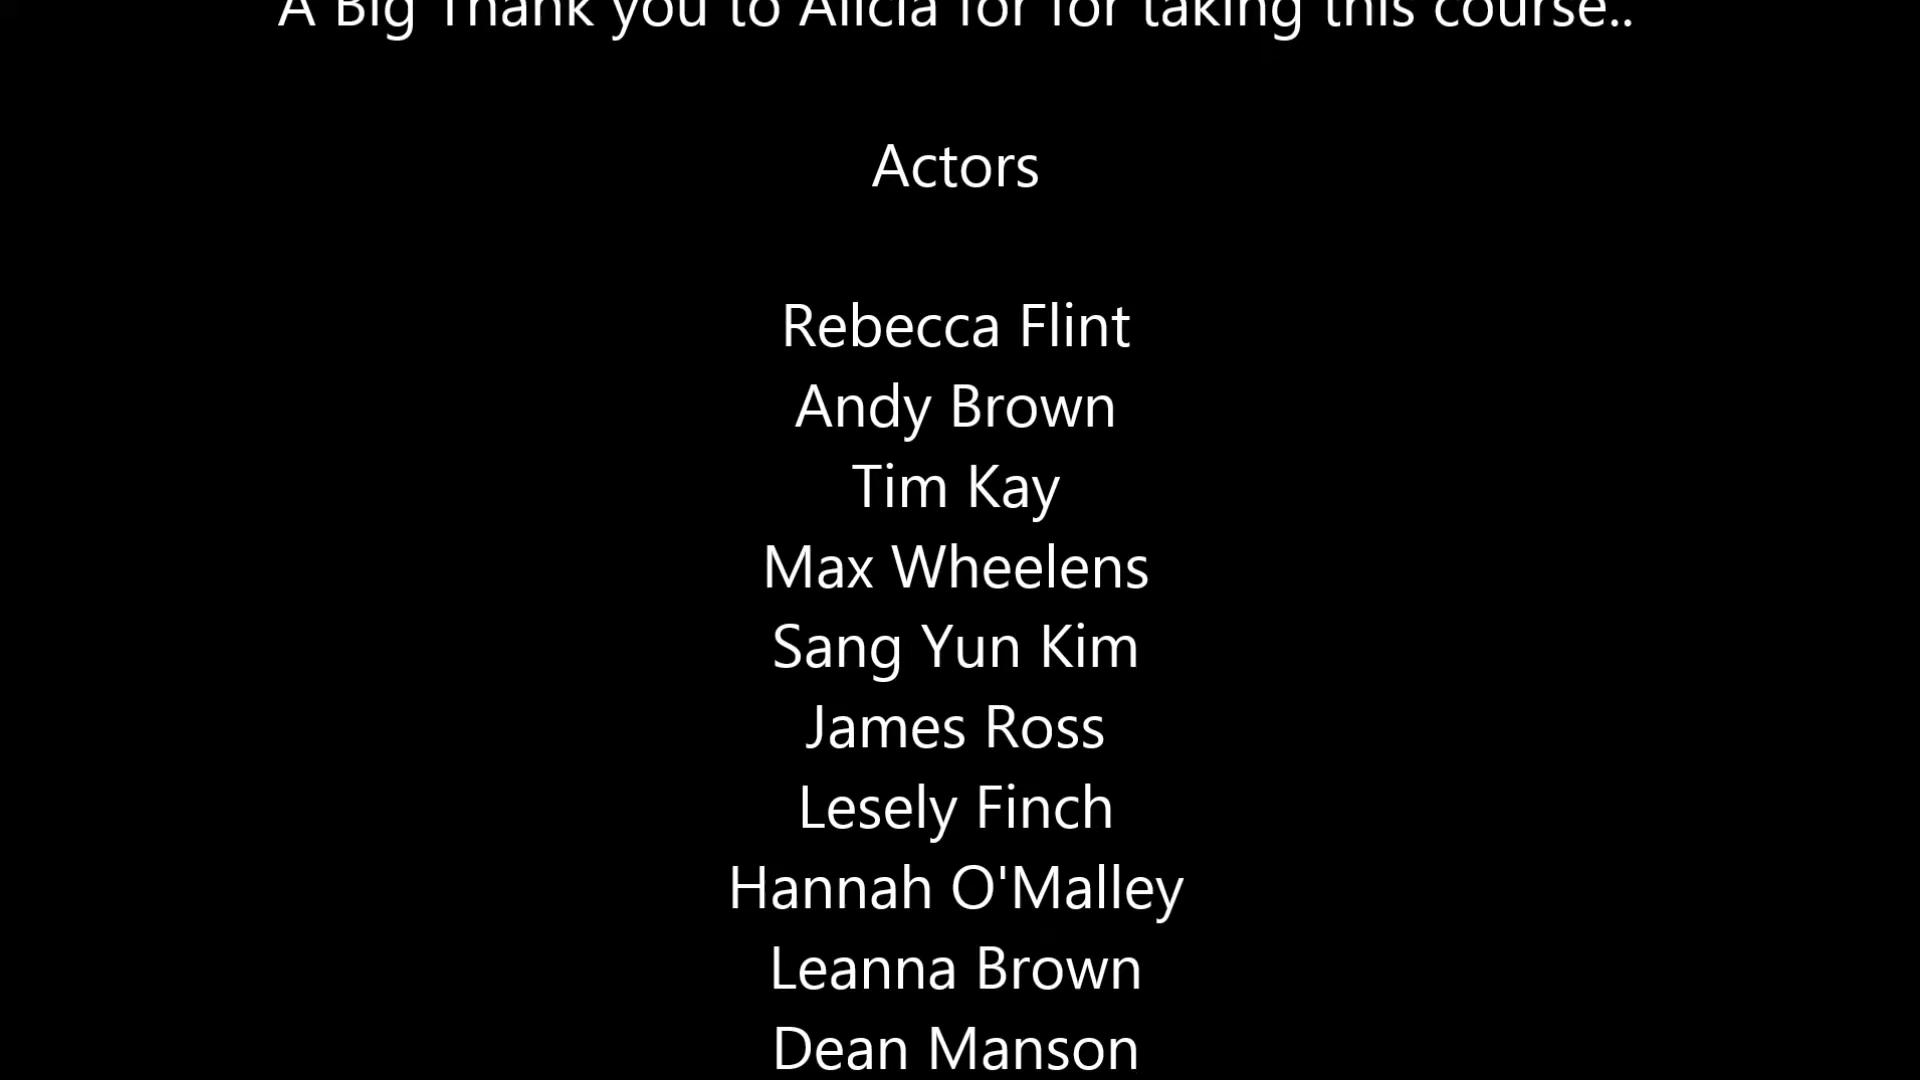 A Big Thank you to Alicia for for taking this course..
Actors
Rebecca Flint
Andy Brown
Tim Kay
Max Wheelens
Sang Yun Kim
James Ross
Lesely Finch
Hannah O'Malley
Leanna Brown
Dean Manson